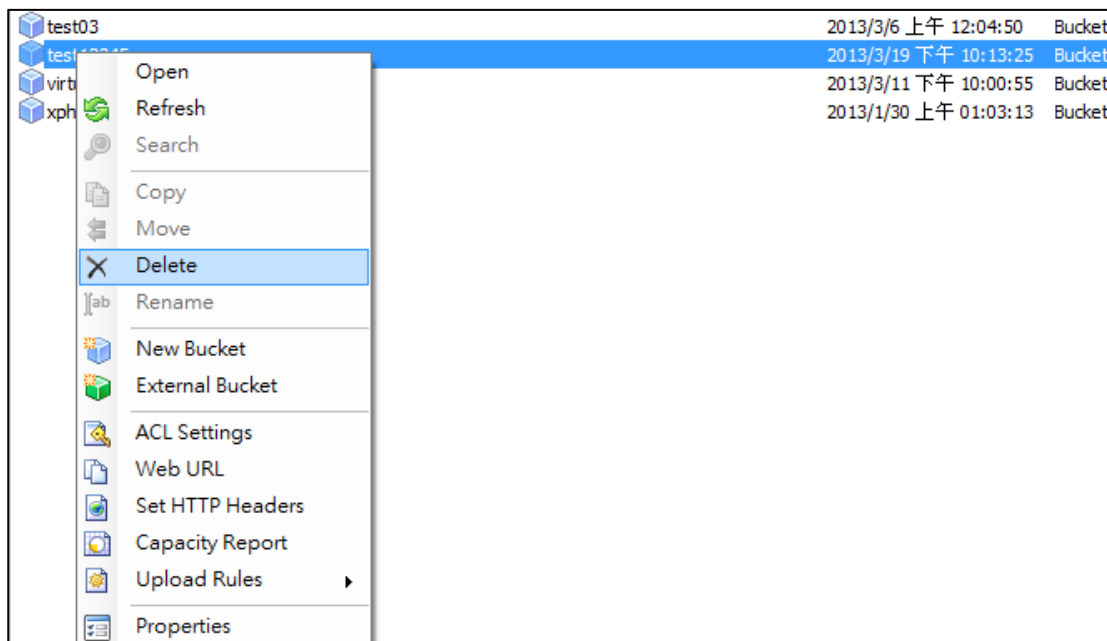 test03 2013/3/6 上午 12:04:50 Bucket
2013/3/19 下午 10:13:25 Bucket
2013/3/11 下午 10:00:55 Bucket
2013/1/30 上午 01:03:13 Bucket
Open
Refresh
Search
Copy
Move
Delete
Rename
New Bucket
External Bucket
ACL Settings
Web URL
Set HTTP Headers
Capacity Report
Upload Rules
Properties